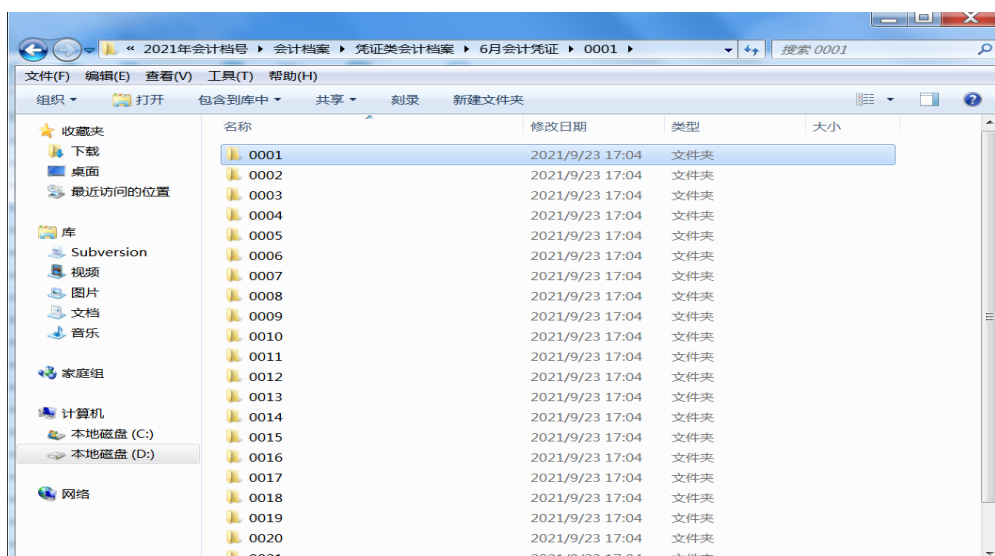 « 2021年会计档号 ▸ 会计档案 ▸ 凭证类会计档案 ▸ 6月会计凭证 ▸ 0001 ▸ 搜索 0001
文件(F) 编辑(E) 查看(V) 工具(T) 帮助(H)
组织 打开 包含到库中 共享 刻录 新建文件夹
收藏夹
下载
桌面
最近访问的位置
库
Subversion
视频
图片
文档
音乐
家庭组
计算机
本地磁盘 (C:)
本地磁盘 (D:)
网络
名称 修改日期 类型 大小
0001 2021/9/23 17:04 文件夹
0002 2021/9/23 17:04 文件夹
0003 2021/9/23 17:04 文件夹
0004 2021/9/23 17:04 文件夹
0005 2021/9/23 17:04 文件夹
0006 2021/9/23 17:04 文件夹
0007 2021/9/23 17:04 文件夹
0008 2021/9/23 17:04 文件夹
0009 2021/9/23 17:04 文件夹
0010 2021/9/23 17:04 文件夹
0011 2021/9/23 17:04 文件夹
0012 2021/9/23 17:04 文件夹
0013 2021/9/23 17:04 文件夹
0014 2021/9/23 17:04 文件夹
0015 2021/9/23 17:04 文件夹
0016 2021/9/23 17:04 文件夹
0017 2021/9/23 17:04 文件夹
0018 2021/9/23 17:04 文件夹
0019 2021/9/23 17:04 文件夹
0020 2021/9/23 17:04 文件夹